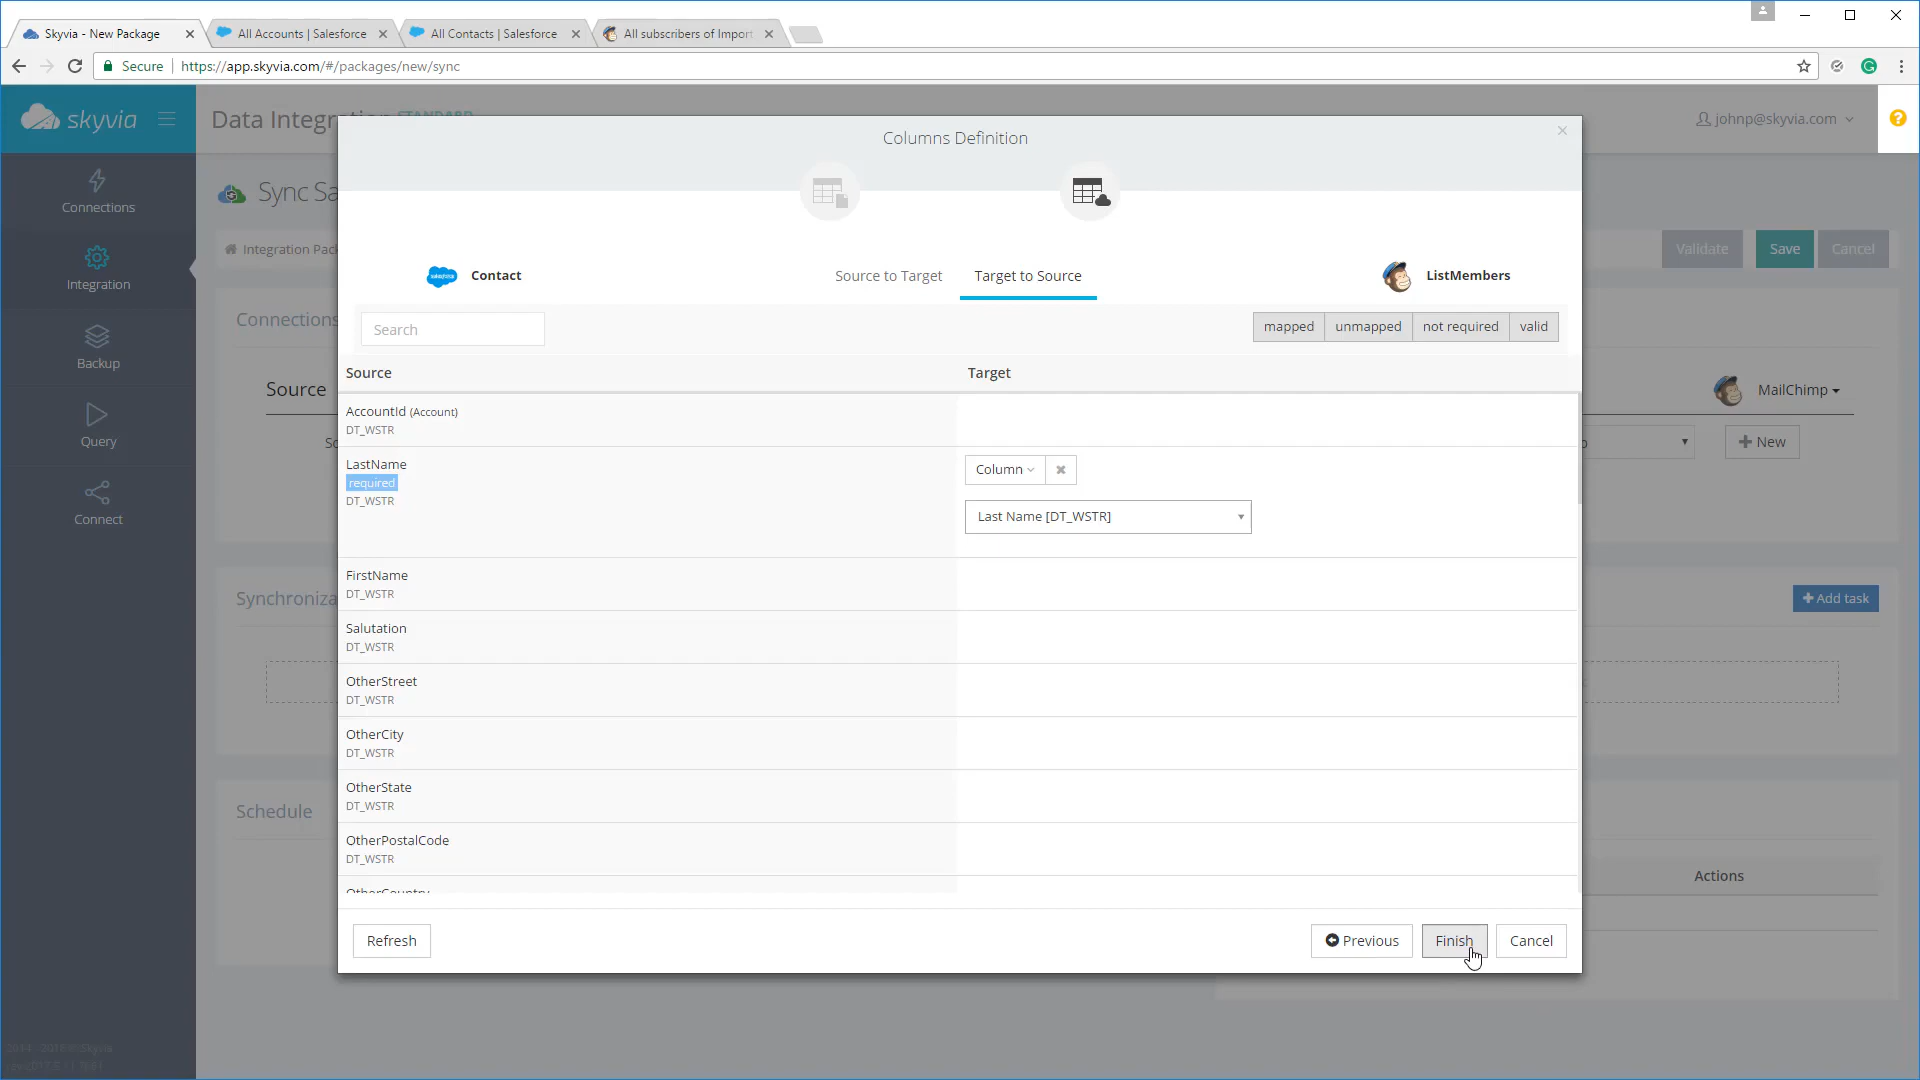 Skyvia - New Package
All Accounts | Salesforce
All Contacts | Salesforce
All subscribers of Import
Secure
https://app.skyvia.com/#/packages/new/sync
skyvia
Data Integr
STANDARD
johnp@skyvia.com
Columns Definition
Connections
Integration
Backup
Query
Connect
Sync Sa
Integration Pack
Validate
Save
Cancel
Contact
Source to Target
Target to Source
ListMembers
Connections
Search
mapped
unmapped
not required
valid
Source
Target
Source
MailChimp
So
New
AccountId (Account)
DT_WSTR
LastName
required
DT_WSTR
Column
Last Name [DT_WSTR]
FirstName
DT_WSTR
Synchroniza
Add task
Salutation
DT_WSTR
OtherStreet
DT_WSTR
OtherCity
DT_WSTR
OtherState
DT_WSTR
Schedule
OtherPostalCode
DT_WSTR
Actions
OtherCountry
Refresh
Previous
Finish
Cancel